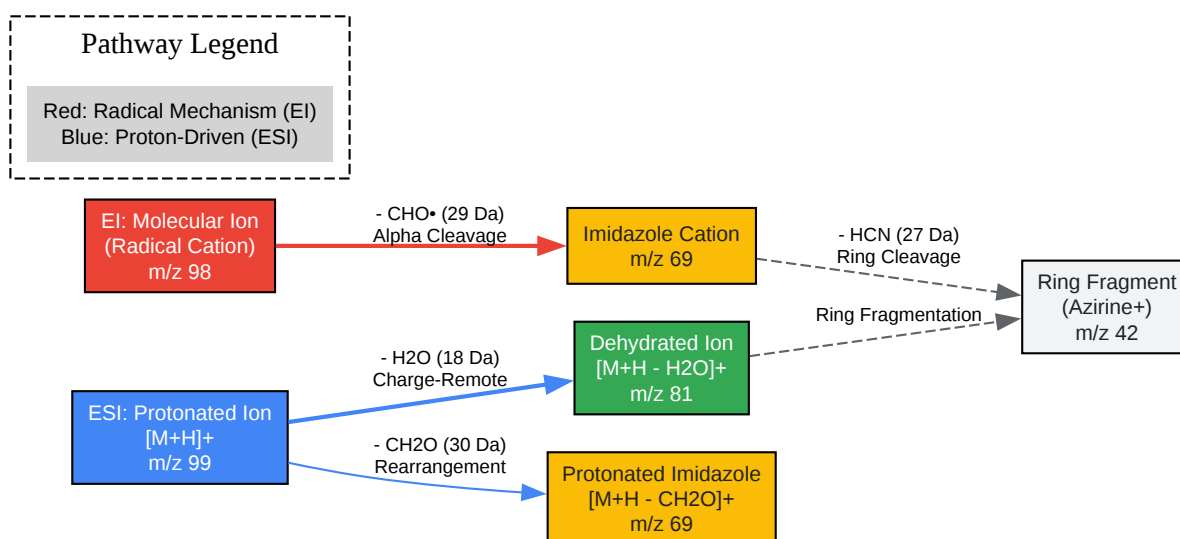 Pathway Legend
Red: Radical Mechanism (EI)
Blue: Proton-Driven (ESI)
EI: Molecular Ion
(Radical Cation)
m/z 98
- CHO• (29 Da)
Alpha Cleavage
Imidazole Cation
m/z 69
- HCN (27 Da)
Ring Cleavage
Ring Fragment
(Azirine+)
m/z 42
Ring Fragmentation
ESI: Protonated Ion
[M+H]+
m/z 99
- H2O (18 Da)
Charge-Remote
Dehydrated Ion
[M+H - H2O]+
m/z 81
- CH2O (30 Da)
Rearrangement
Protonated Imidazole
[M+H - CH2O]+
m/z 69